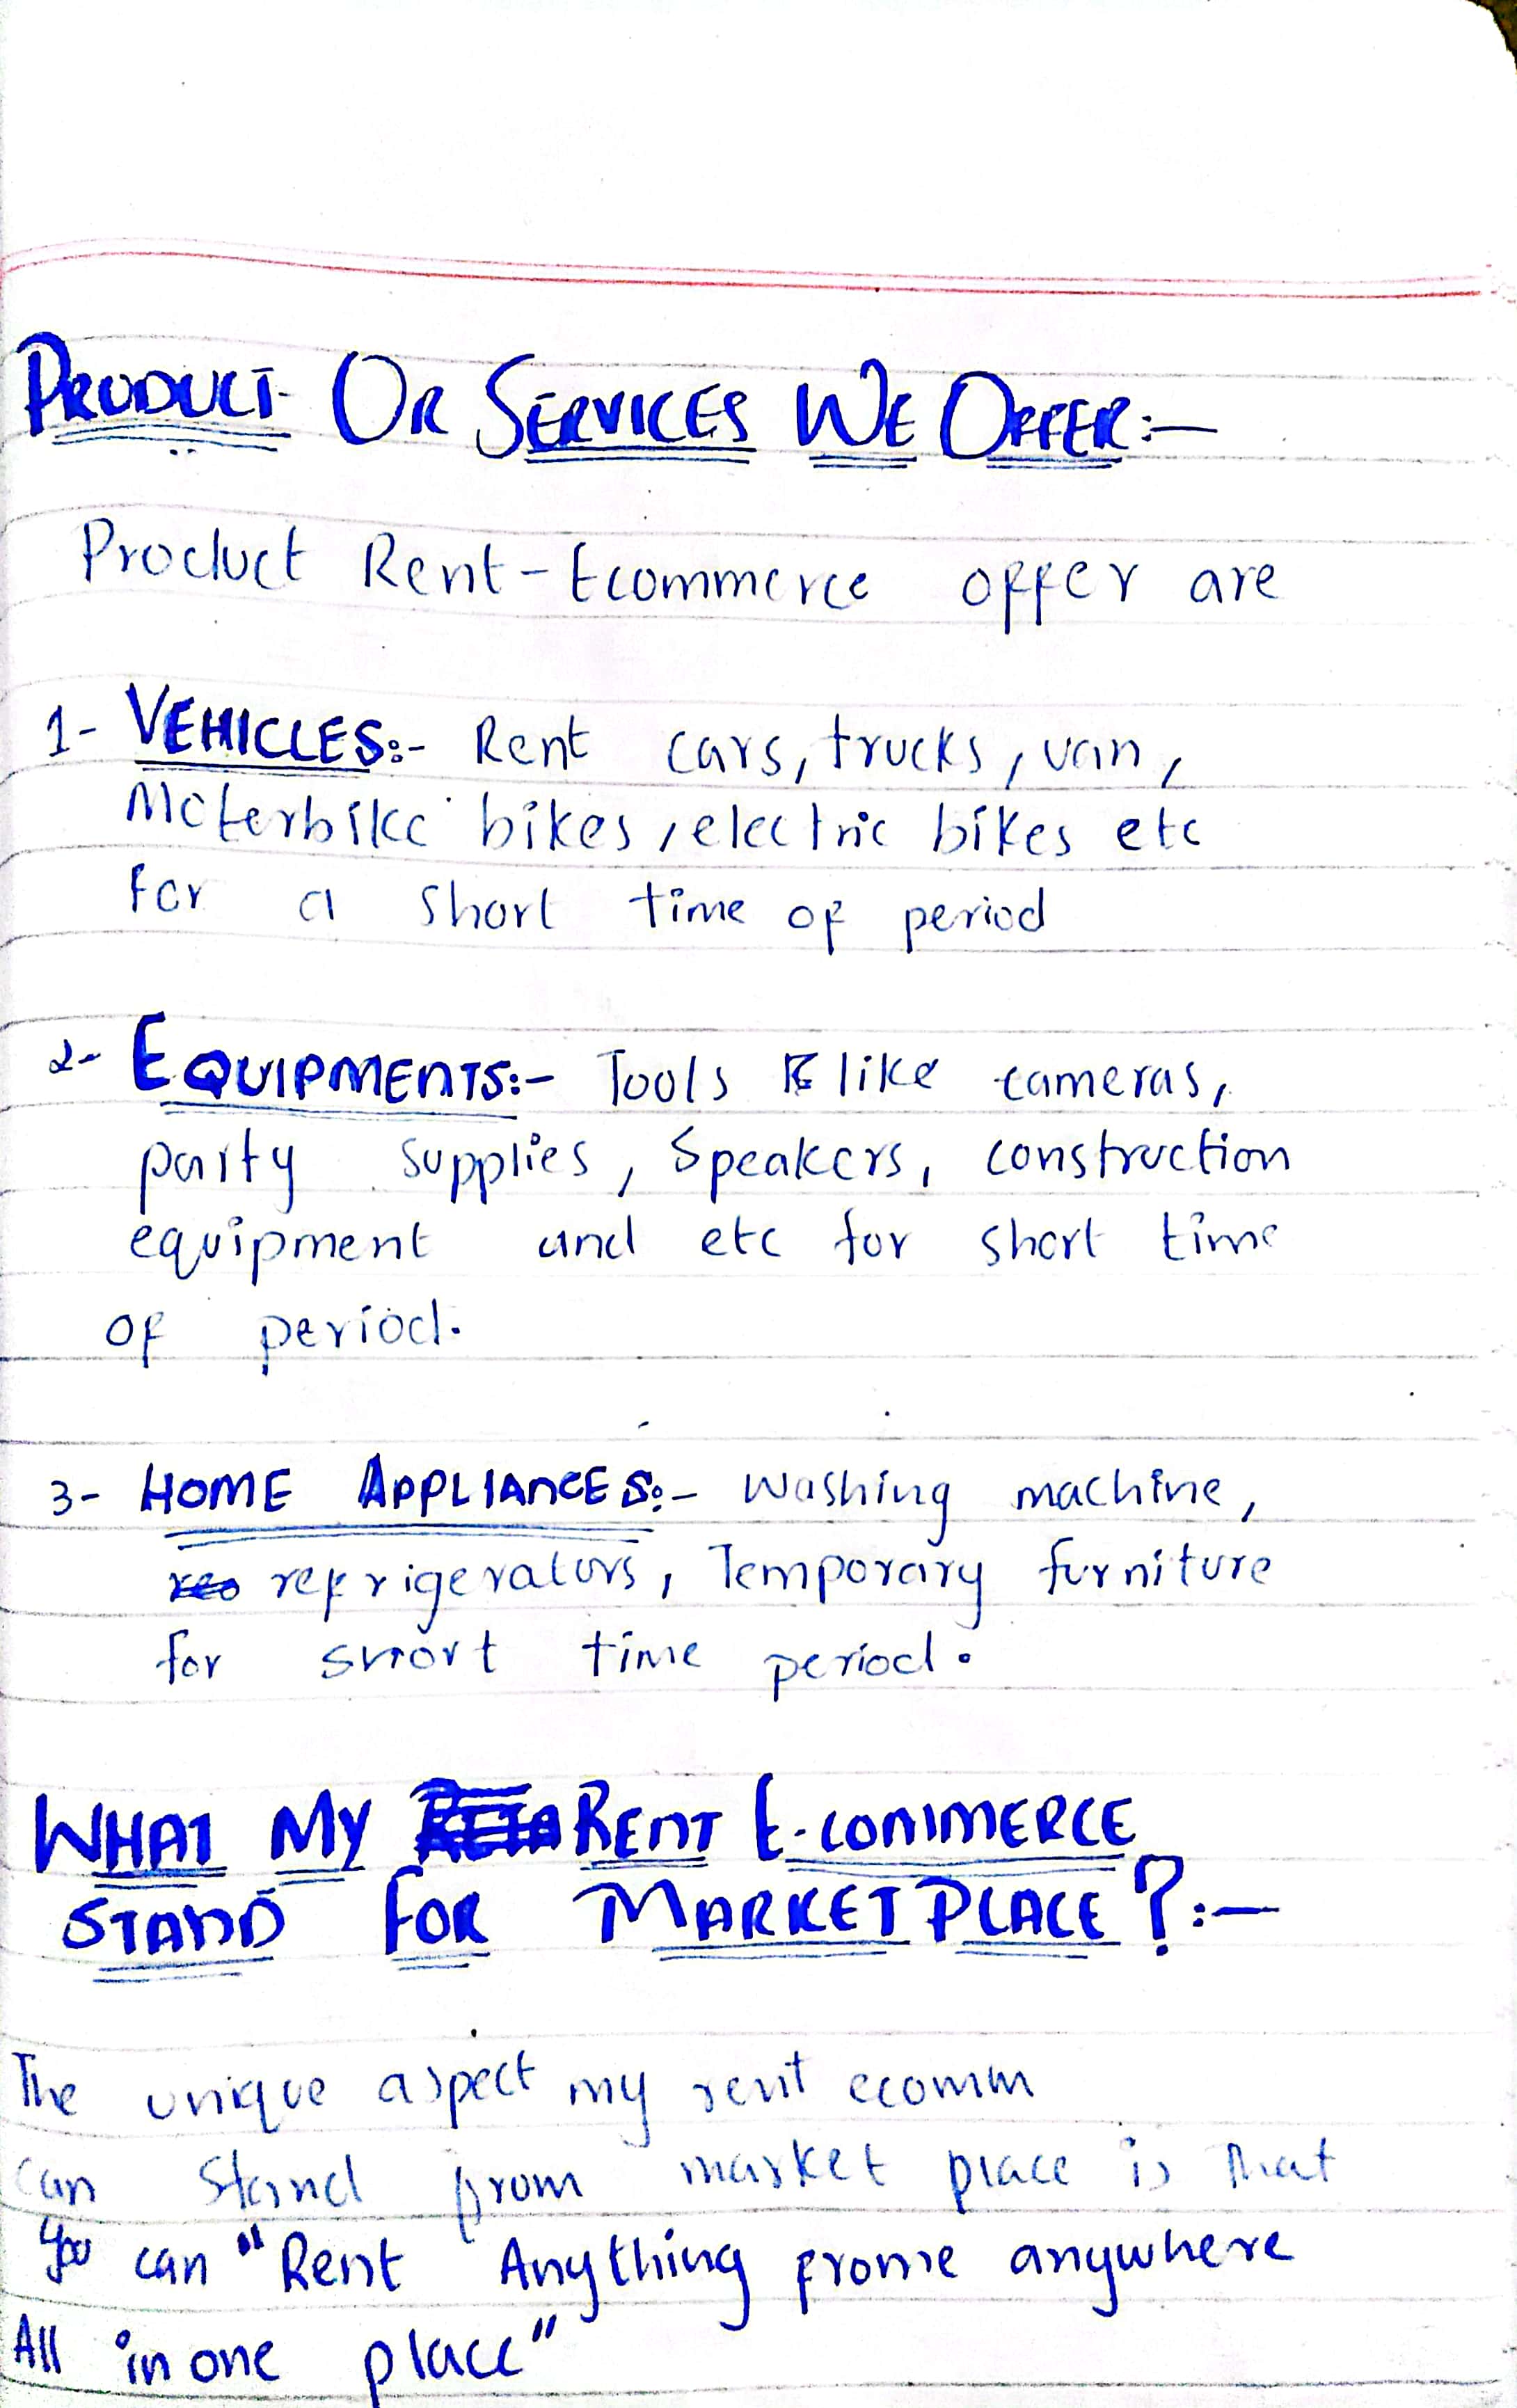 PRODUCT OR SERVICES WE OFFER:-
Product Rent-Ecommerce offer are
1- VEHICLES:- Rent cars, trucks, van,
Moterbike bikes, electric bikes etc
For a short time of period
2- EQUIPMENTS:- Tools like cameras,
party supplies, Speakers, construction
equipment and etc for short time
of period.
3- HOME APPLIANCES:- Washing machine,
refrigerators, Temporary furniture
for short time period.
WHAT MY RENT E-COMMERCE
STAND FOR MARKETPLACE?:-
The unique aspect my rent ecomm
can stand from market place is that
You can "Rent Anything frome anywhere
All in one place"